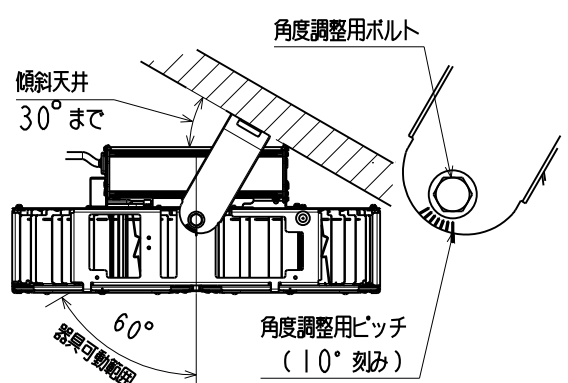 角度調整用ボルト
傾斜天井
30°まで
60°
器具可動範囲
角度調整用ピッチ
(10°刻み)